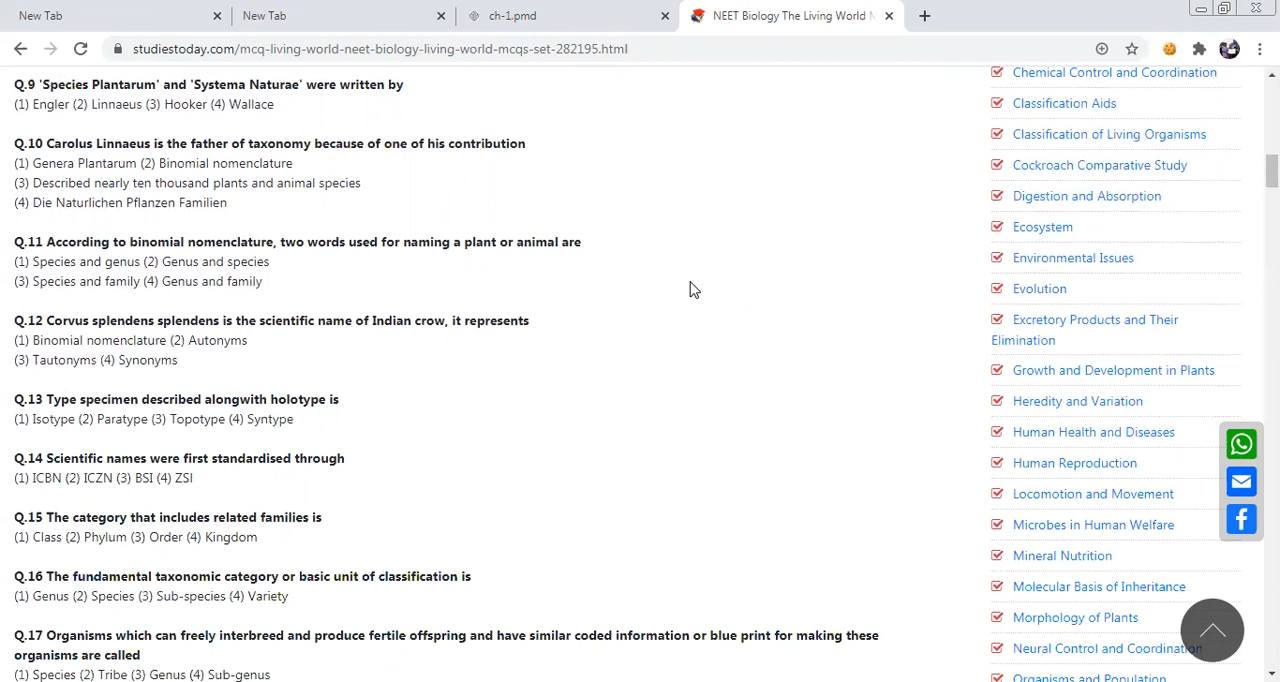 New Tab
New Tab
ch-1.pmd
NEET Biology The Living World M
studiestoday.com/mcq-living-world-neet-biology-living-world-mcqs-set-282195.html
Q.9 'Species Plantarum' and 'Systema Naturae' were written by
(1) Engler (2) Linnaeus (3) Hooker (4) Wallace
Q.10 Carolus Linnaeus is the father of taxonomy because of one of his contribution
(1) Genera Plantarum (2) Binomial nomenclature
(3) Described nearly ten thousand plants and animal species
(4) Die Naturlichen Pflanzen Familien
Q.11 According to binomial nomenclature, two words used for naming a plant or animal are
(1) Species and genus (2) Genus and species
(3) Species and family (4) Genus and family
Q.12 Corvus splendens splendens is the scientific name of Indian crow, it represents
(1) Binomial nomenclature (2) Autonyms
(3) Tautonyms (4) Synonyms
Q.13 Type specimen described alongwith holotype is
(1) Isotype (2) Paratype (3) Topotype (4) Syntype
Q.14 Scientific names were first standardised through
(1) ICBN (2) ICZN (3) BSI (4) ZSI
Q.15 The category that includes related families is
(1) Class (2) Phylum (3) Order (4) Kingdom
Q.16 The fundamental taxonomic category or basic unit of classification is
(1) Genus (2) Species (3) Sub-species (4) Variety
Q.17 Organisms which can freely interbreed and produce fertile offspring and have similar coded information or blue print for making these
organisms are called
(1) Species (2) Tribe (3) Genus (4) Sub-genus
Chemical Control and Coordination
Classification Aids
Classification of Living Organisms
Cockroach Comparative Study
Digestion and Absorption
Ecosystem
Environmental Issues
Evolution
Excretory Products and Their
Elimination
Growth and Development in Plants
Heredity and Variation
Human Health and Diseases
Human Reproduction
Locomotion and Movement
Microbes in Human Welfare
Mineral Nutrition
Molecular Basis of Inheritance
Morphology of Plants
Neural Control and Coordination
Organisms and Population